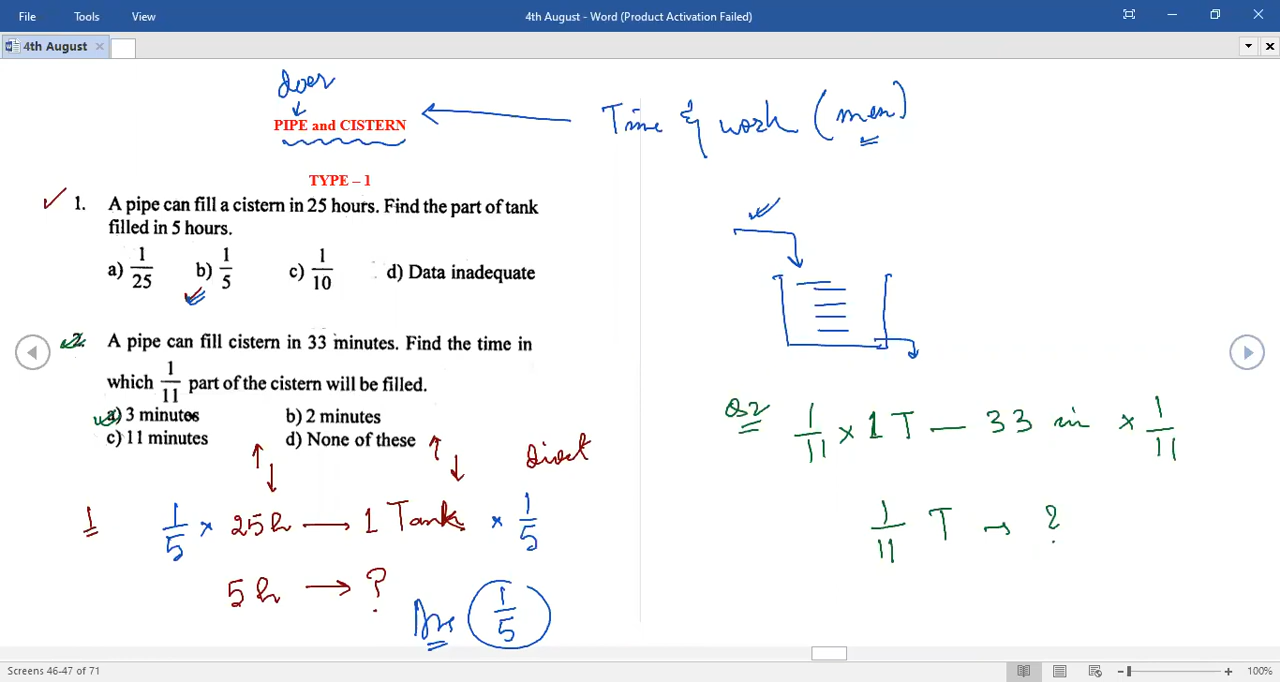 File Tools View
4th August - Word (Product Activation Failed)
4th August
doer
PIPE and CISTERN
Time & work (men)
TYPE – 1
1. A pipe can fill a cistern in 25 hours. Find the part of tank
filled in 5 hours.
a) 1/25 b) 1/5 c) 1/10 d) Data inadequate
2. A pipe can fill cistern in 33 minutes. Find the time in
which 1/11 part of the cistern will be filled.
a) 3 minutes b) 2 minutes
c) 11 minutes d) None of these
Direct
1 1/5 × 25h → 1 Tank × 1/5
5h → ?
Ans 1/5
Q2 1/11 × 1 T — 33 min × 1/11
1/11 T → ?
Screens 46-47 of 71
100%